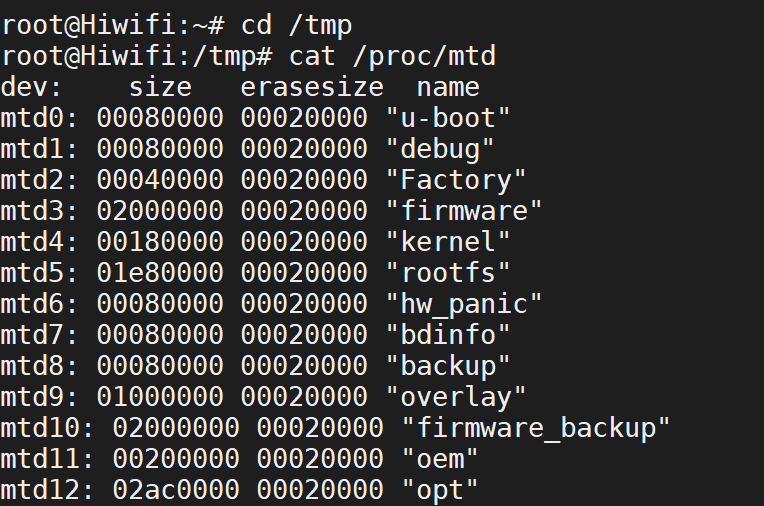 root@Hiwifi:~# cd /tmp
root@Hiwifi:/tmp# cat /proc/mtd
dev:    size   erasesize  name
mtd0: 00080000 00020000 "u-boot"
mtd1: 00080000 00020000 "debug"
mtd2: 00040000 00020000 "Factory"
mtd3: 02000000 00020000 "firmware"
mtd4: 00180000 00020000 "kernel"
mtd5: 01e80000 00020000 "rootfs"
mtd6: 00080000 00020000 "hw_panic"
mtd7: 00080000 00020000 "bdinfo"
mtd8: 00080000 00020000 "backup"
mtd9: 01000000 00020000 "overlay"
mtd10: 02000000 00020000 "firmware_backup"
mtd11: 00200000 00020000 "oem"
mtd12: 02ac0000 00020000 "opt"